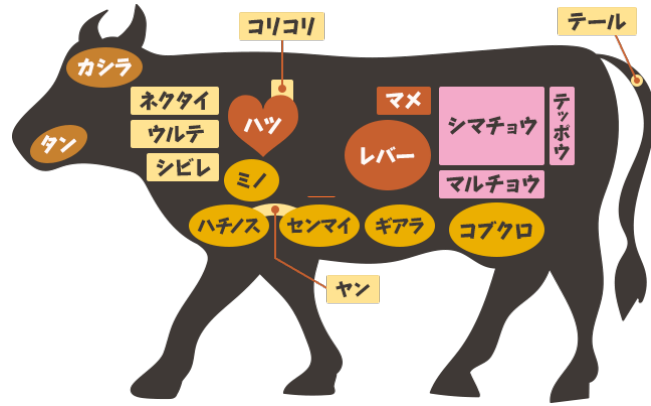 コリコリ
テール
カシラ
ネクタイ
ハツ
マメ
シマチョウ
テッポウ
ウルテ
タン
レバー
シビレ
ミノ
マルチョウ
ハチノス
センマイ
ギアラ
コブクロ
ヤン